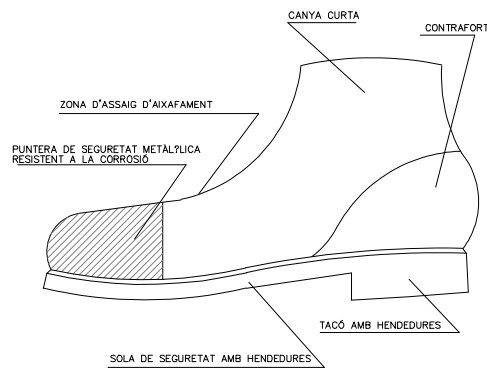 CANYA CURTA
CONTRAFORT
ZONA D'ASSAIG D'AIXAFAMENT
PUNTERA DE SEGURETAT METÀL?LICA
RESISTENT A LA CORROSIÓ
TACÓ AMB HENDEDURES
SOLA DE SEGURETAT AMB HENDEDURES